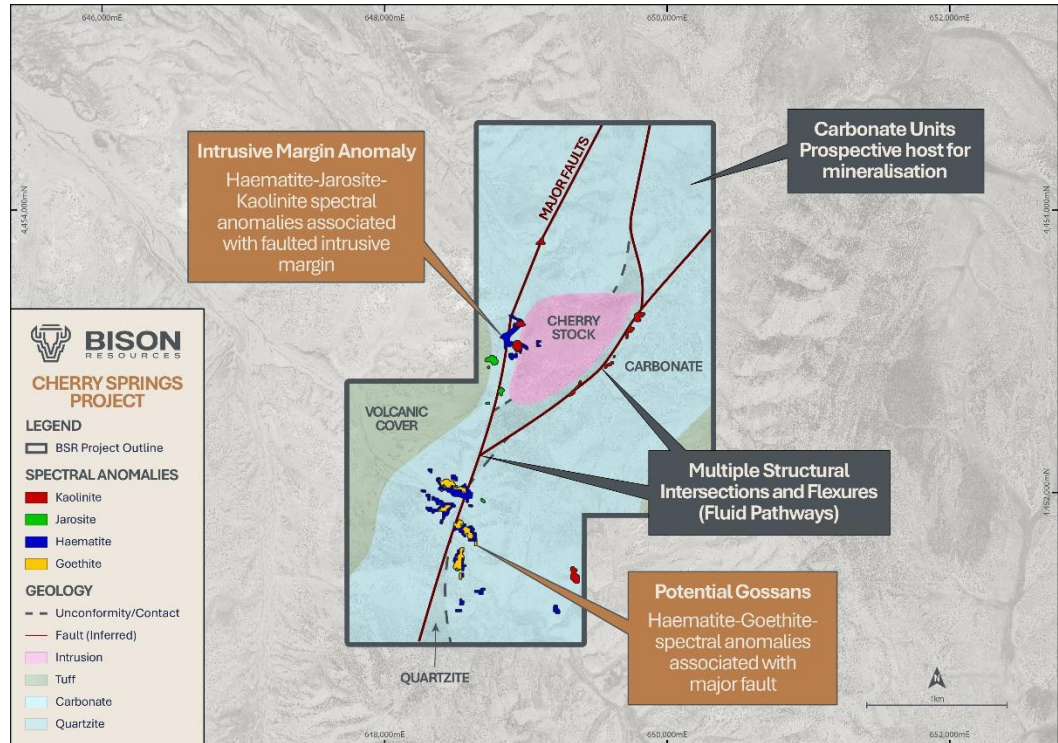 646,000mE
648,000mE
650,000mE
652,000mE
4,454,000mN
4,454,000mN
4,452,000mN
4,452,000mN
Intrusive Margin Anomaly
Haematite-Jarosite-
Kaolinite spectral
anomalies associated
with faulted intrusive
margin
MAJOR FAULTS
Carbonate Units
Prospective host for
mineralisation
CHERRY
STOCK
CARBONATE
VOLCANIC
COVER
Multiple Structural
Intersections and Flexures
(Fluid Pathways)
Potential Gossans
Haematite-Goethite-
spectral anomalies
associated with
major fault
QUARTZITE
BISON
RESOURCES
CHERRY SPRINGS
PROJECT
LEGEND
BSR Project Outline
SPECTRAL ANOMALIES
Kaolinite
Jarosite
Haematite
Goethite
GEOLOGY
Unconformity/Contact
Fault (Inferred)
Intrusion
Tuff
Carbonate
Quartzite
N
1km
648,000mE
650,000mE
652,000mE